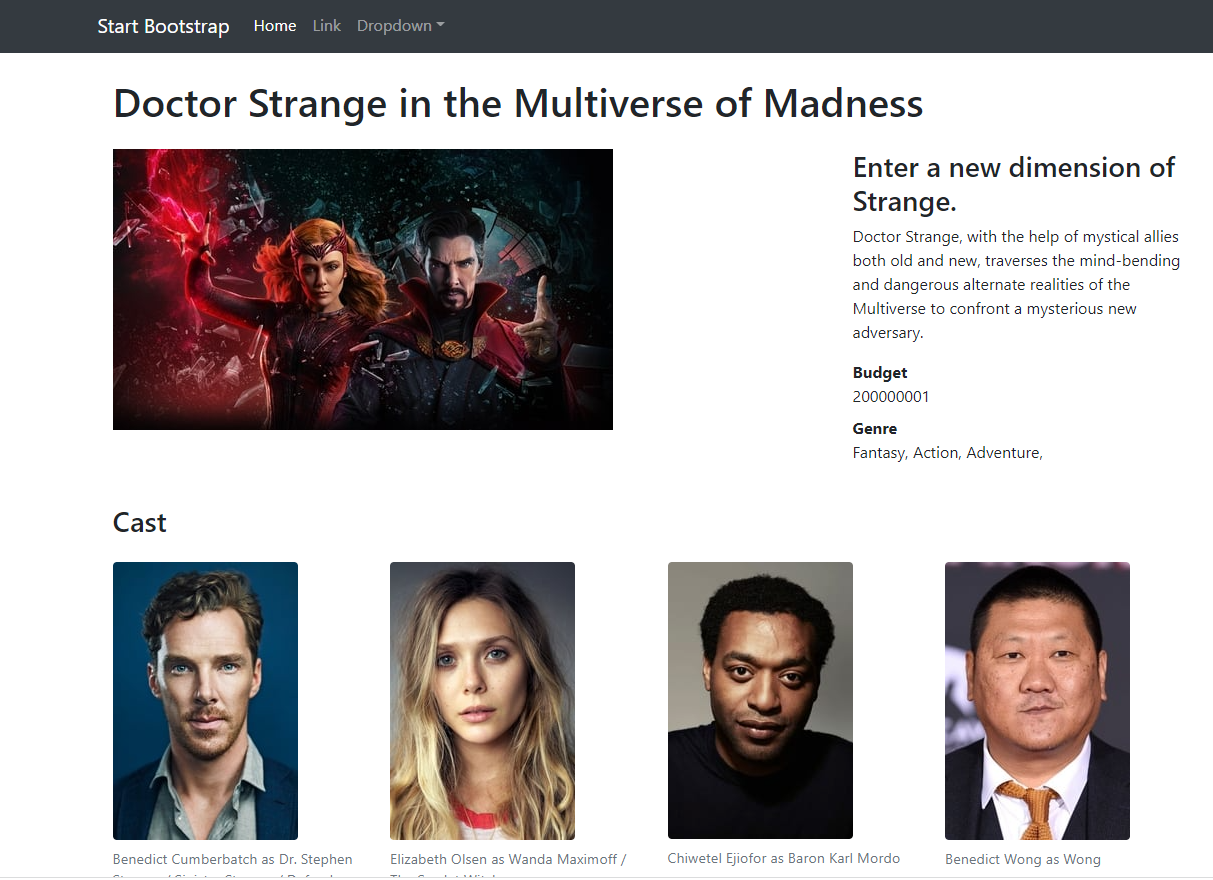 Start Bootstrap Home Link Dropdown
Doctor Strange in the Multiverse of Madness
Enter a new dimension of
Strange.
Doctor Strange, with the help of mystical allies
both old and new, traverses the mind-bending
and dangerous alternate realities of the
Multiverse to confront a mysterious new
adversary.
Budget
200000001
Genre
Fantasy, Action, Adventure,
Cast
Benedict Cumberbatch as Dr. Stephen
Elizabeth Olsen as Wanda Maximoff /
Chiwetel Ejiofor as Baron Karl Mordo
Benedict Wong as Wong